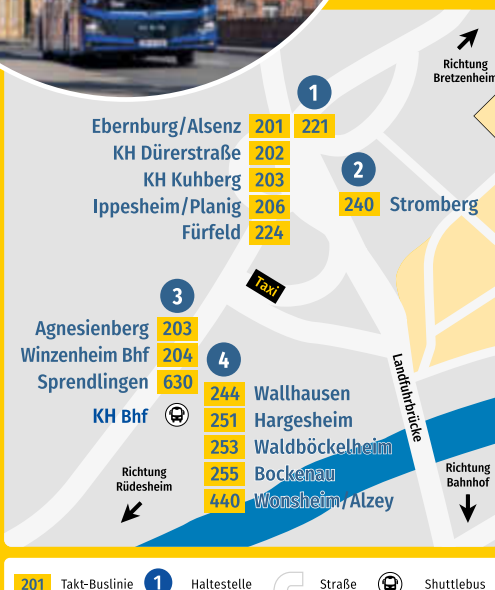 Richtung
Bretzenheim
1
Ebernburg/Alsenz 201 221
KH Dürerstraße 202
KH Kuhberg 203
Ippesheim/Planig 206
Fürfeld 224
2
240 Stromberg
Taxi
3
Agnesienberg 203
Winzenheim Bhf 204
Sprendlingen 630
KH Bhf
4
244 Wallhausen
251 Hargesheim
253 Waldböckelheim
255 Bockenau
440 Wonsheim/Alzey
Landfuhrbrücke
Richtung
Rüdesheim
Richtung
Bahnhof
201 Takt-Buslinie 1 Haltestelle Straße Shuttlebus